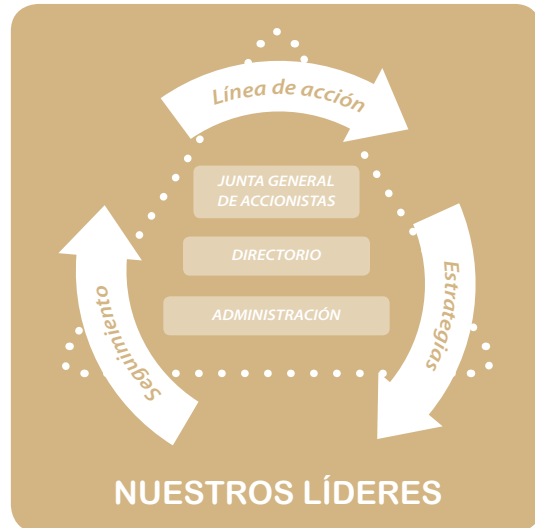 Línea de acción
JUNTA GENERAL
DE ACCIONISTAS
DIRECTORIO
ADMINISTRACIÓN
Estrategias
Seguimiento
NUESTROS LÍDERES